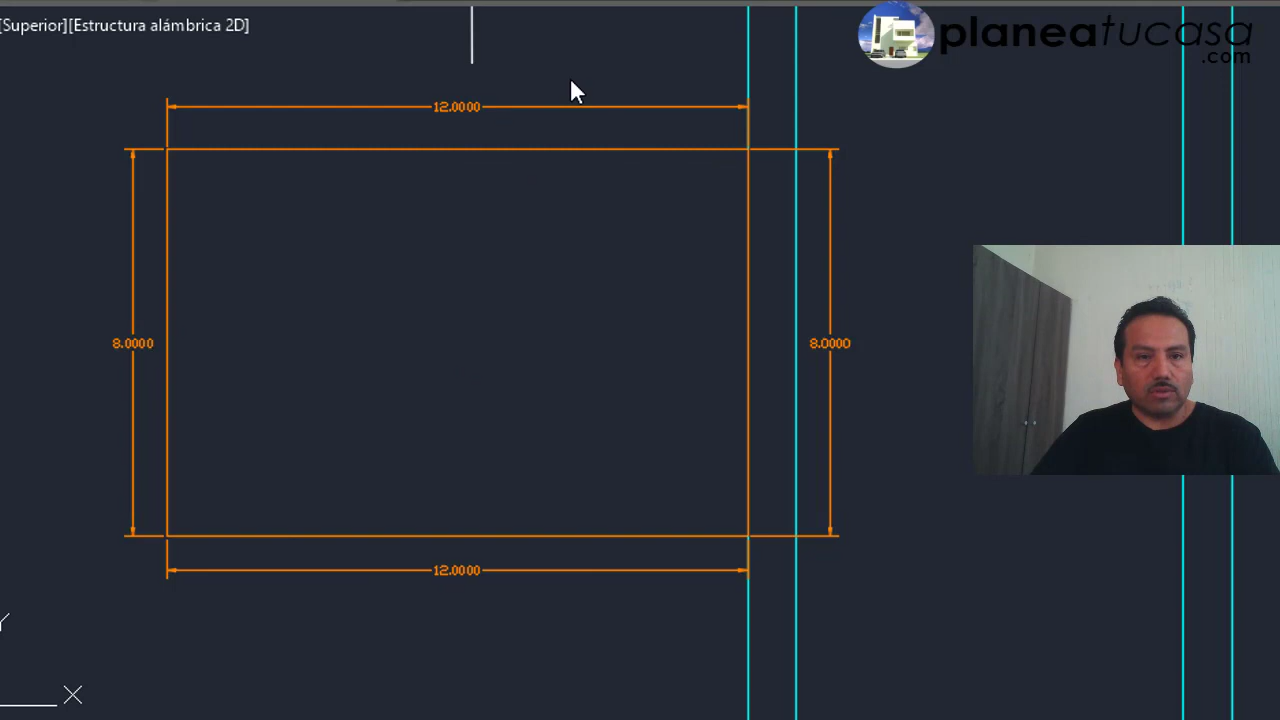 [Superior][Estructura alámbrica 2D]
planeatucasa
.com
12.0000
8.0000
8.0000
12.0000
Y
X